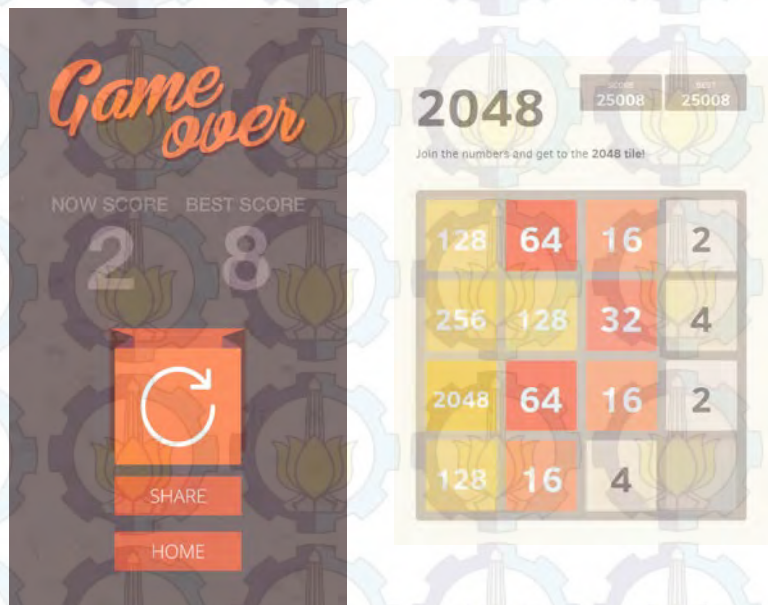 Game
over
NOW SCORE BEST SCORE
2 8
SHARE
HOME
2048
SCORE BEST
25008 25008
Join the numbers and get to the 2048 tile!
128 64 16 2
256 128 32 4
2048 64 16 2
128 16 4